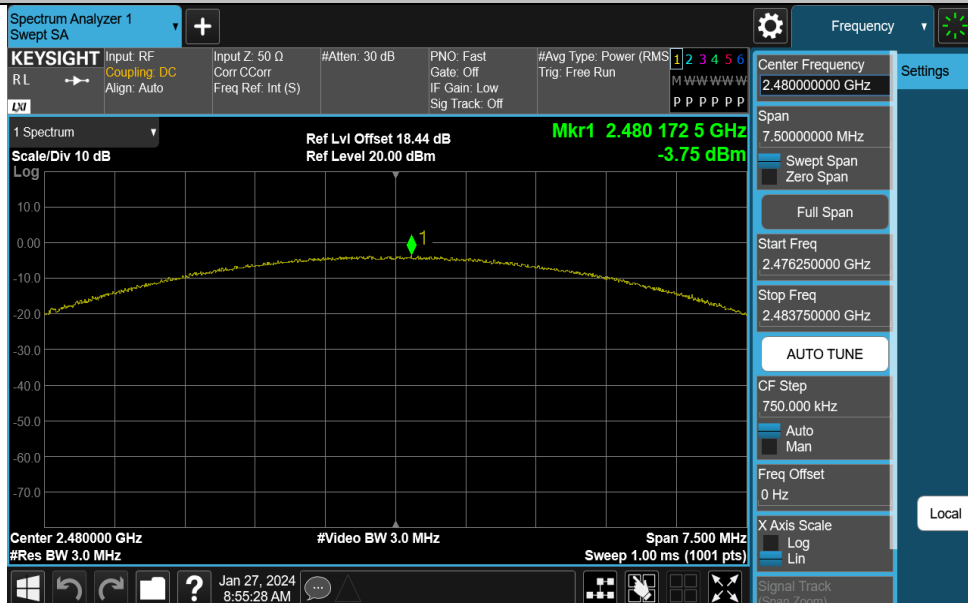 Spectrum Analyzer 1
Swept SA
+
Frequency
KEYSIGHT
RL
LXI
Input: RF
Coupling: DC
Align: Auto
Input Z: 50 Ω
Corr CCorr
Freq Ref: Int (S)
#Atten: 30 dB
PNO: Fast
Gate: Off
IF Gain: Low
Sig Track: Off
#Avg Type: Power (RMS
Trig: Free Run
1 2 3 4 5 6
M W W W W W
P P P P P P
1 Spectrum
Scale/Div 10 dB
Log
Ref Lvl Offset 18.44 dB
Ref Level 20.00 dBm
Mkr1 2.480 172 5 GHz
-3.75 dBm
10.0
0.00
-10.0
-20.0
-30.0
-40.0
-50.0
-60.0
-70.0
1
Center 2.480000 GHz
#Res BW 3.0 MHz
#Video BW 3.0 MHz
Span 7.500 MHz
Sweep 1.00 ms (1001 pts)
?
Jan 27, 2024
8:55:28 AM
Center Frequency
2.480000000 GHz
Span
7.50000000 MHz
Swept Span
Zero Span
Full Span
Start Freq
2.476250000 GHz
Stop Freq
2.483750000 GHz
AUTO TUNE
CF Step
750.000 kHz
Auto
Man
Freq Offset
0 Hz
X Axis Scale
Log
Lin
Signal Track
(Span Zoom)
Settings
Local